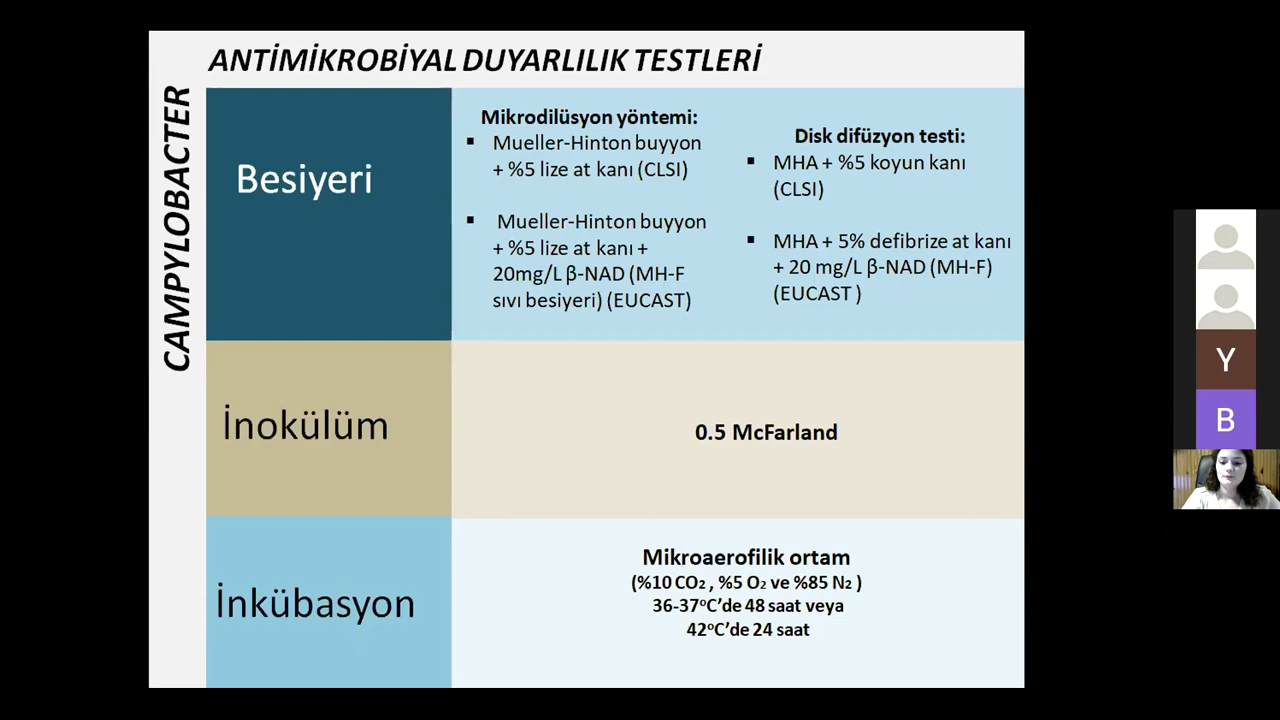 ANTİMİKROBİYAL DUYARLILIK TESTLERİ
CAMPYLOBACTER
Besiyeri
Mikrodilüsyon yöntemi:
▪ Mueller-Hinton buyyon
+ %5 lize at kanı (CLSI)
▪ Mueller-Hinton buyyon
+ %5 lize at kanı +
20mg/L β-NAD (MH-F
sıvı besiyeri) (EUCAST)
Disk difüzyon testi:
▪ MHA + %5 koyun kanı
(CLSI)
▪ MHA + 5% defibrize at kanı
+ 20 mg/L β-NAD (MH-F)
(EUCAST )
İnokülüm
0.5 McFarland
İnkübasyon
Mikroaerofilik ortam
(%10 CO₂ , %5 O₂ ve %85 N₂ )
36-37°C’de 48 saat veya
42°C’de 24 saat
Y
B